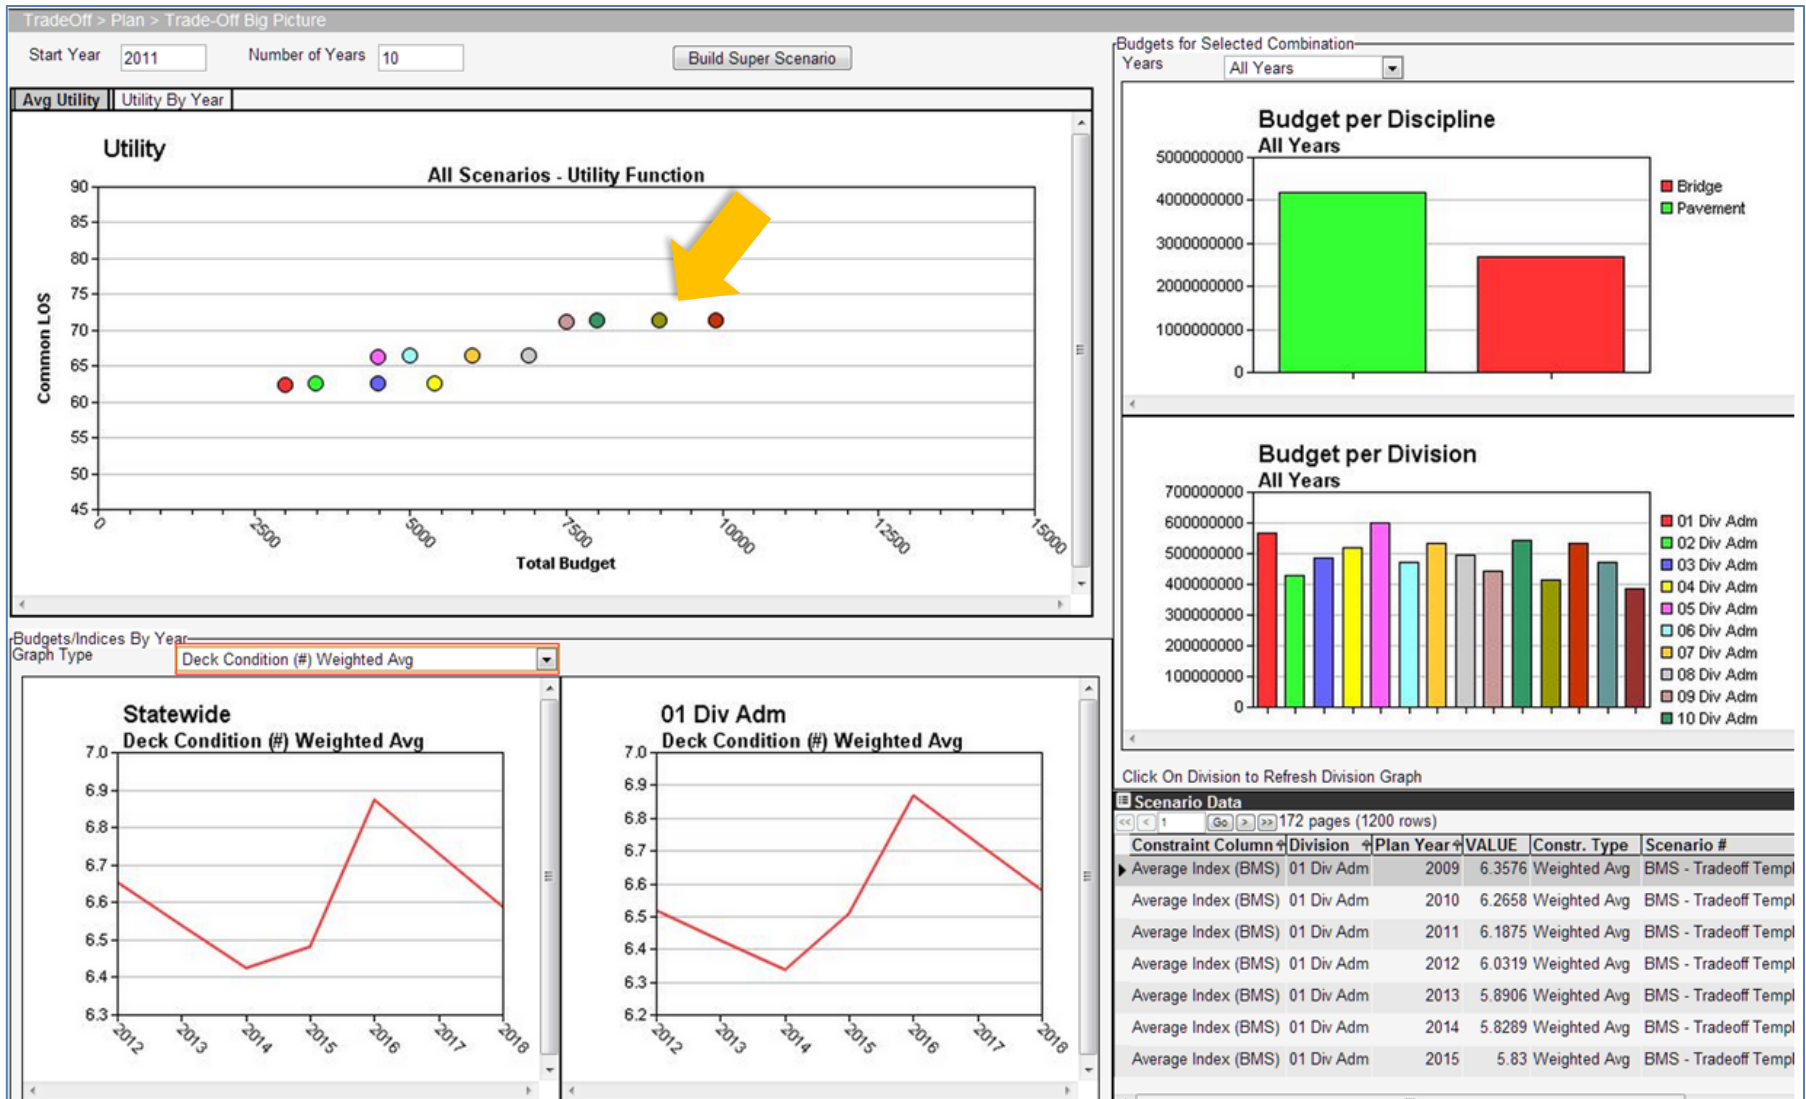 TradeOff > Plan > Trade-Off Big Picture
Start Year 2011 Number of Years 10 Build Super Scenario
Avg Utility Utility By Year
Utility
All Scenarios - Utility Function
90
85
80
75
70
65
60
55
50
45
Common LOS
0 2500 5000 7500 10000 12500 15000
Total Budget
Budgets/Indices By Year
Graph Type Deck Condition (#) Weighted Avg
Statewide
Deck Condition (#) Weighted Avg
7.0
6.9
6.8
6.7
6.6
6.5
6.4
6.3
2012 2013 2014 2015 2016 2017 2018
01 Div Adm
Deck Condition (#) Weighted Avg
7.0
6.9
6.8
6.7
6.6
6.5
6.4
6.3
6.2
2012 2013 2014 2015 2016 2017 2018
Budgets for Selected Combination
Years All Years
Budget per Discipline
All Years
5000000000
4000000000
3000000000
2000000000
1000000000
0
Bridge
Pavement
Budget per Division
All Years
700000000
600000000
500000000
400000000
300000000
200000000
100000000
0
01 Div Adm
02 Div Adm
03 Div Adm
04 Div Adm
05 Div Adm
06 Div Adm
07 Div Adm
08 Div Adm
09 Div Adm
10 Div Adm
Click On Division to Refresh Division Graph
Scenario Data
<< < 1 Go > >> 172 pages (1200 rows)
Constraint Column Division Plan Year VALUE Constr. Type Scenario #
Average Index (BMS) 01 Div Adm 2009 6.3576 Weighted Avg BMS - Tradeoff Templ
Average Index (BMS) 01 Div Adm 2010 6.2658 Weighted Avg BMS - Tradeoff Templ
Average Index (BMS) 01 Div Adm 2011 6.1875 Weighted Avg BMS - Tradeoff Templ
Average Index (BMS) 01 Div Adm 2012 6.0319 Weighted Avg BMS - Tradeoff Templ
Average Index (BMS) 01 Div Adm 2013 5.8906 Weighted Avg BMS - Tradeoff Templ
Average Index (BMS) 01 Div Adm 2014 5.8289 Weighted Avg BMS - Tradeoff Templ
Average Index (BMS) 01 Div Adm 2015 5.83 Weighted Avg BMS - Tradeoff Templ